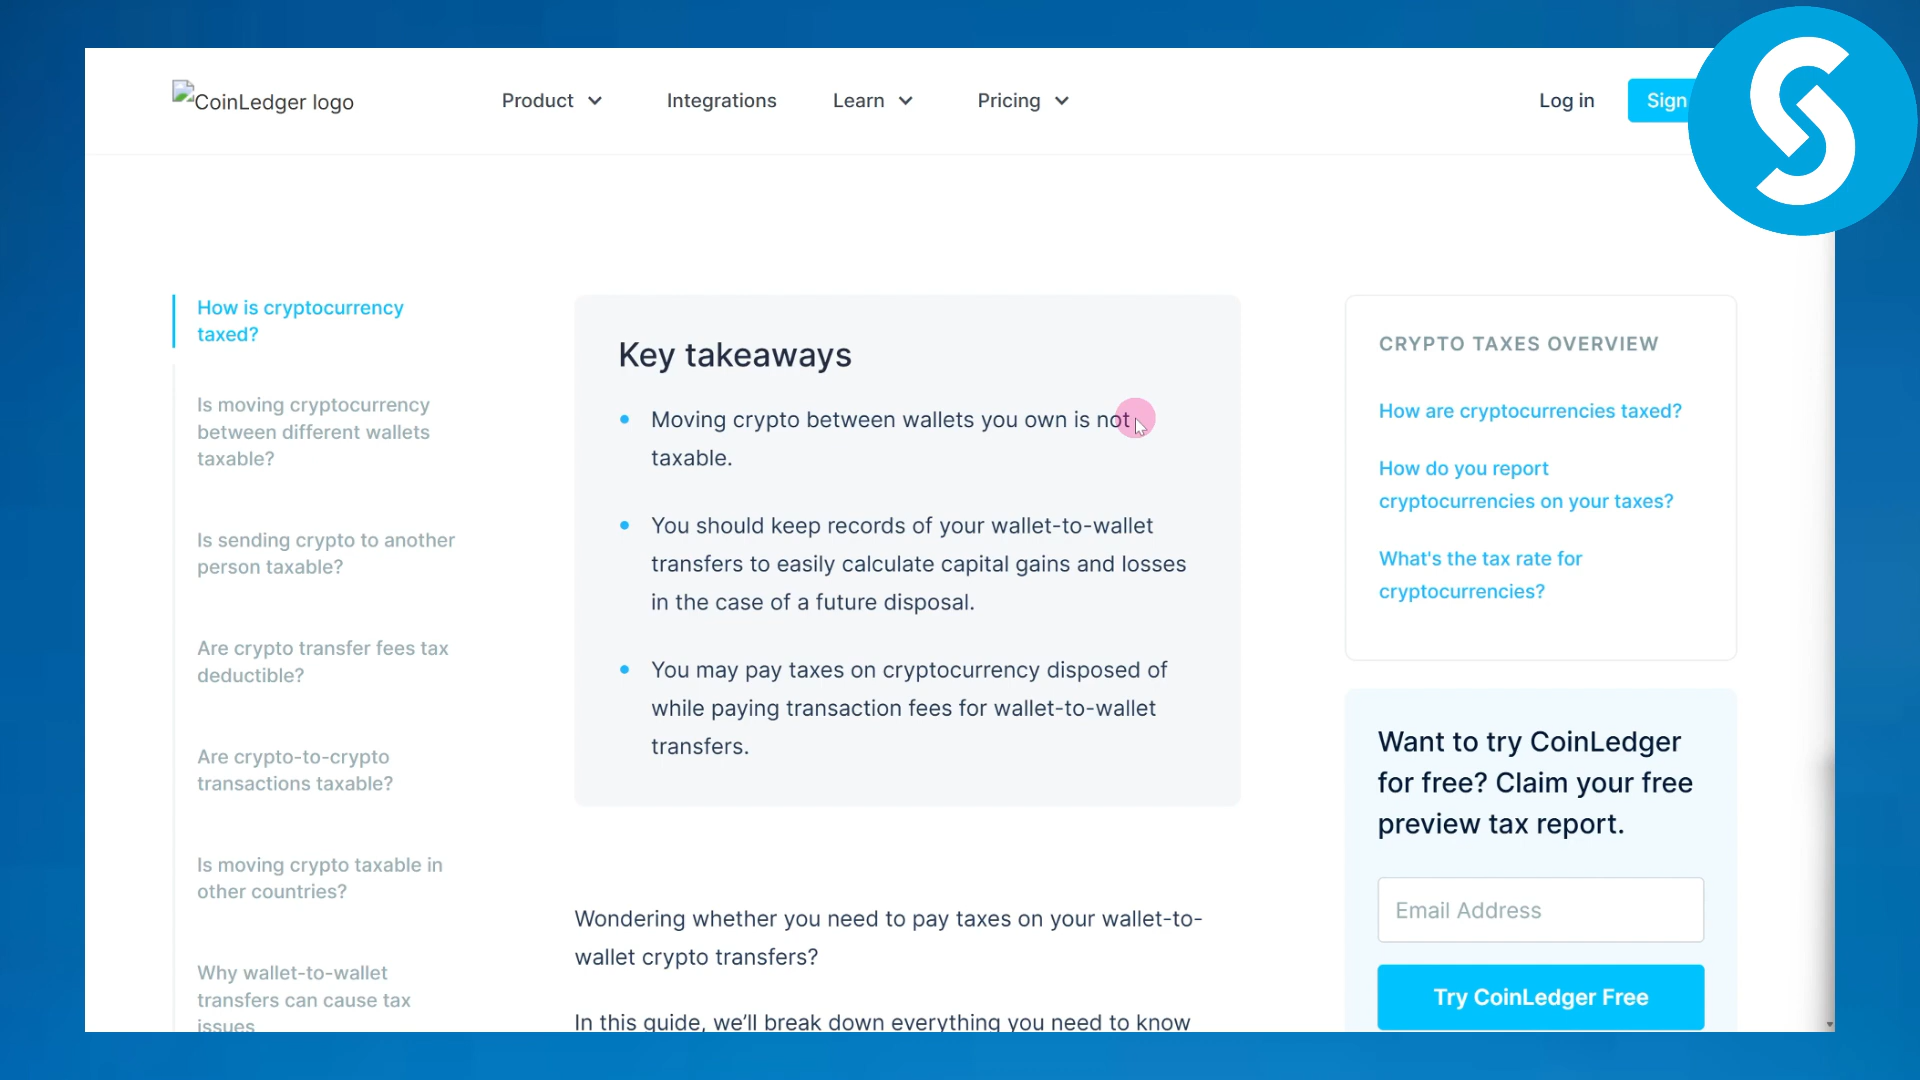 CoinLedger logo
Product
Integrations
Learn
Pricing
Log in
Sign
How is cryptocurrency
taxed?
Is moving cryptocurrency
between different wallets
taxable?
Is sending crypto to another
person taxable?
Are crypto transfer fees tax
deductible?
Are crypto-to-crypto
transactions taxable?
Is moving crypto taxable in
other countries?
Why wallet-to-wallet
transfers can cause tax
issues
Key takeaways
Moving crypto between wallets you own is not
taxable.
You should keep records of your wallet-to-wallet
transfers to easily calculate capital gains and losses
in the case of a future disposal.
You may pay taxes on cryptocurrency disposed of
while paying transaction fees for wallet-to-wallet
transfers.
Wondering whether you need to pay taxes on your wallet-to-
wallet crypto transfers?
In this guide, we’ll break down everything you need to know
CRYPTO TAXES OVERVIEW
How are cryptocurrencies taxed?
How do you report
cryptocurrencies on your taxes?
What's the tax rate for
cryptocurrencies?
Want to try CoinLedger
for free? Claim your free
preview tax report.
Email Address
Try CoinLedger Free